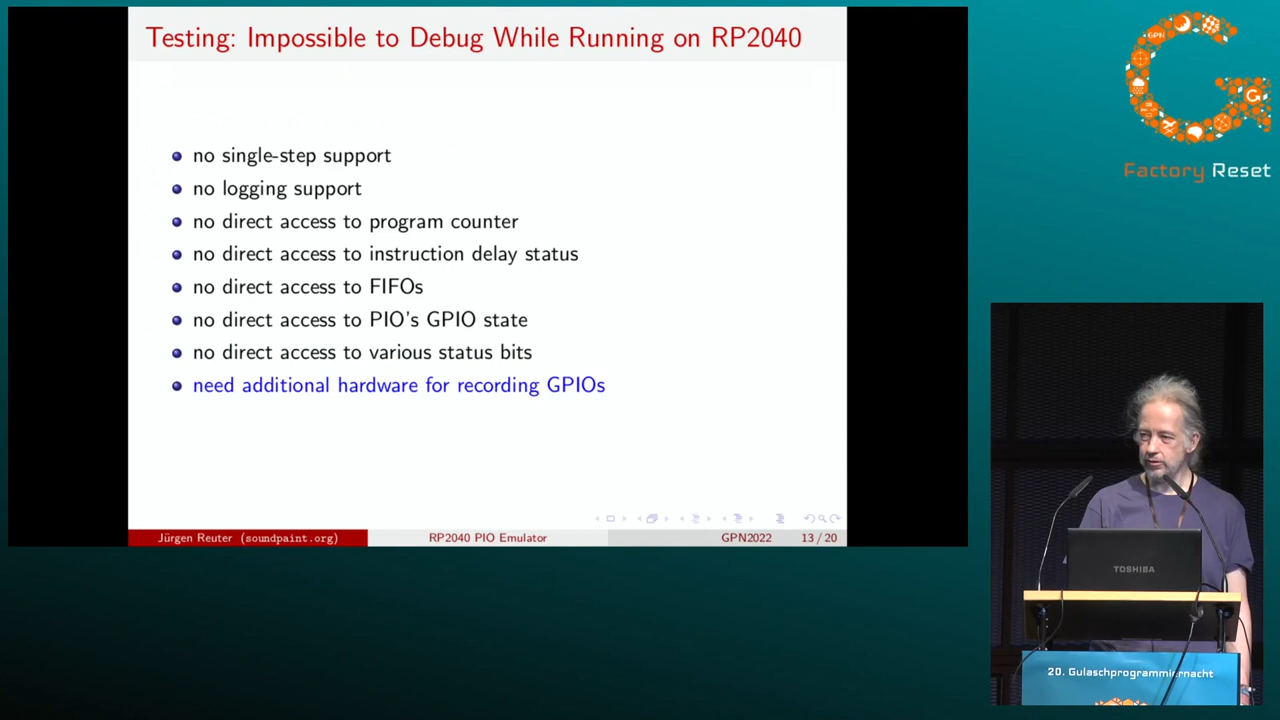 Testing: Impossible to Debug While Running on RP2040
no single-step support
no logging support
no direct access to program counter
no direct access to instruction delay status
no direct access to FIFOs
no direct access to PIO's GPIO state
no direct access to various status bits
need additional hardware for recording GPIOs
Jürgen Reuter (soundpaint.org)
RP2040 PIO Emulator
GPN2022
13 / 20
GPN
Factory Reset
TOSHIBA
20. Gulaschprogrammiernacht